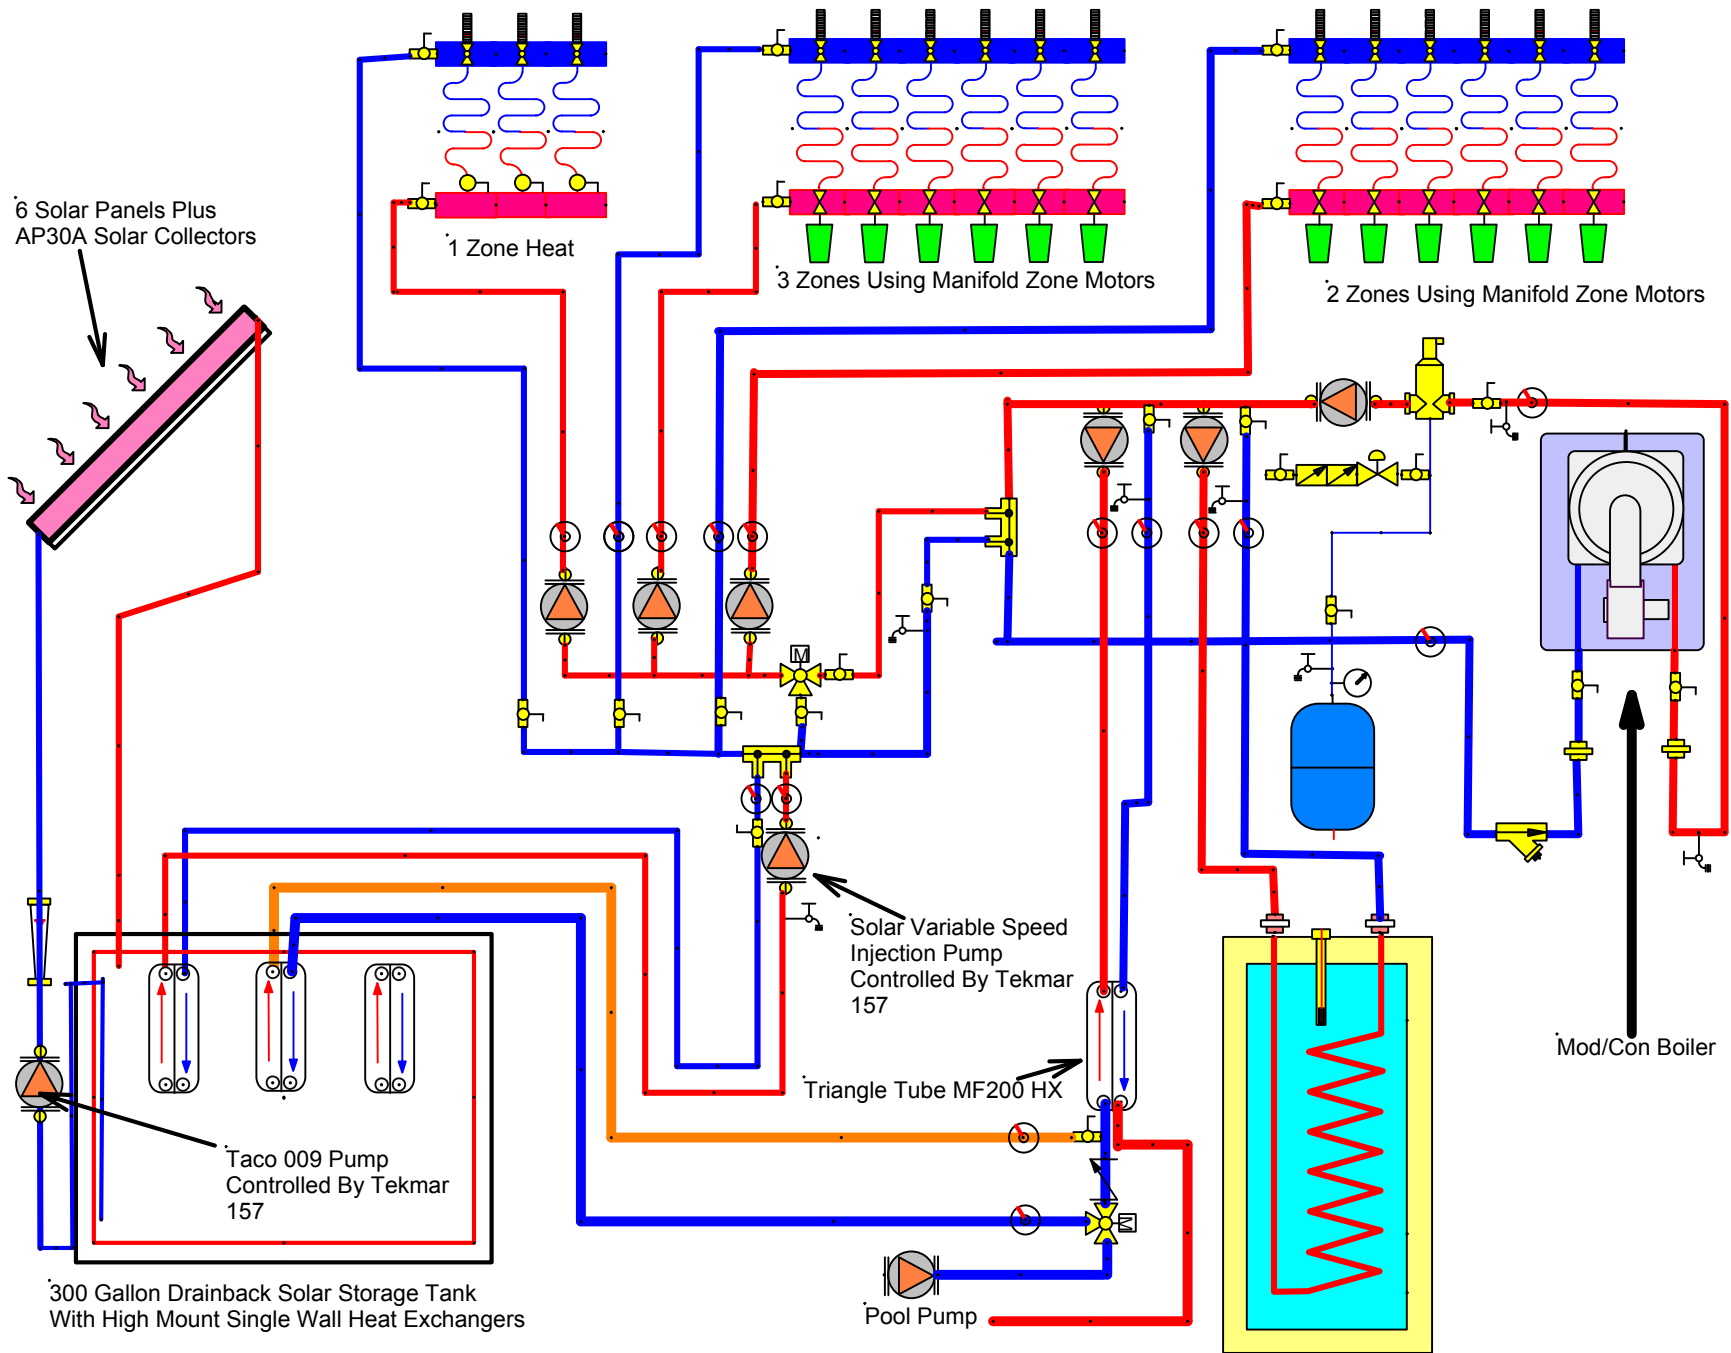 6 Solar Panels Plus
AP30A Solar Collectors
1 Zone Heat
3 Zones Using Manifold Zone Motors
2 Zones Using Manifold Zone Motors
M
Solar Variable Speed
Injection Pump
Controlled By Tekmar
157
Mod/Con Boiler
Triangle Tube MF200 HX
Taco 009 Pump
Controlled By Tekmar
157
M
300 Gallon Drainback Solar Storage Tank
With High Mount Single Wall Heat Exchangers
Pool Pump